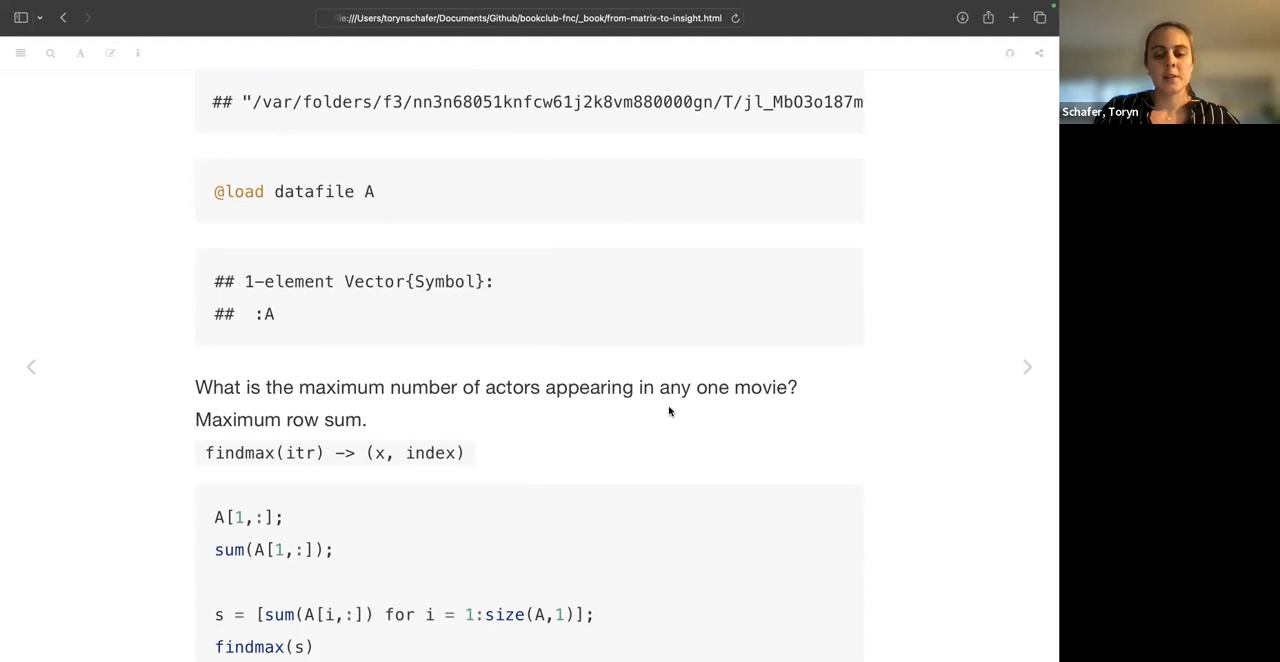 ile:///Users/torynschafer/Documents/Github/bookclub-fnc/_book/from-matrix-to-insight.html
Schafer, Toryn
## "/var/folders/f3/nn3n68051knfcw61j2k8vm880000gn/T/jl_MbO3o187m
@load datafile A
## 1-element Vector{Symbol}:
##  :A
What is the maximum number of actors appearing in any one movie?
Maximum row sum.
findmax(itr) -> (x, index)
A[1,:];
sum(A[1,:]);
s = [sum(A[i,:]) for i = 1:size(A,1)];
findmax(s)